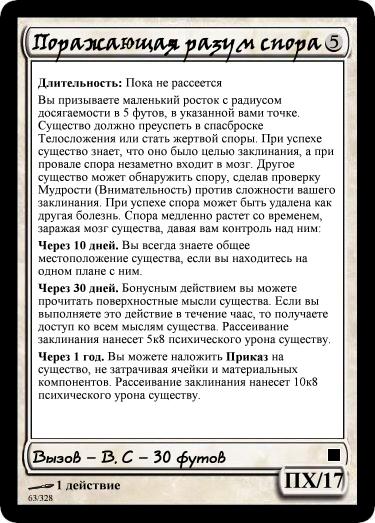 Поражающая разум спора 5
Длительность: Пока не рассеется
Вы призываете маленький росток с радиусом
досягаемости в 5 футов, в указанной вами точке.
Существо должно преуспеть в спасброске
Телосложения или стать жертвой споры. При успехе
существо знает, что оно было целью заклинания, а при
провале спора незаметно входит в мозг. Другое
существо может обнаружить спору, сделав проверку
Мудрости (Внимательность) против сложности вашего
заклинания. При успехе спора может быть удалена как
другая болезнь. Спора медленно растет со временем,
заражая мозг существа, давая вам контроль над ним:
Через 10 дней. Вы всегда знаете общее
местоположение существа, если вы находитесь на
одном плане с ним.
Через 30 дней. Бонусным действием вы можете
прочитать поверхностные мысли существа. Если вы
выполняете это действие в течение чаас, то получаете
доступ ко всем мыслям существа. Рассеивание
заклинания нанесет 5к8 психического урона существу.
Через 1 год. Вы можете наложить Приказ на
существо, не затрачивая ячейки и материальных
компонентов. Рассеивание заклинания нанесет 10к8
психического урона существу.
Вызов – В, С – 30 футов
1 действие
ПХ/17
63/328